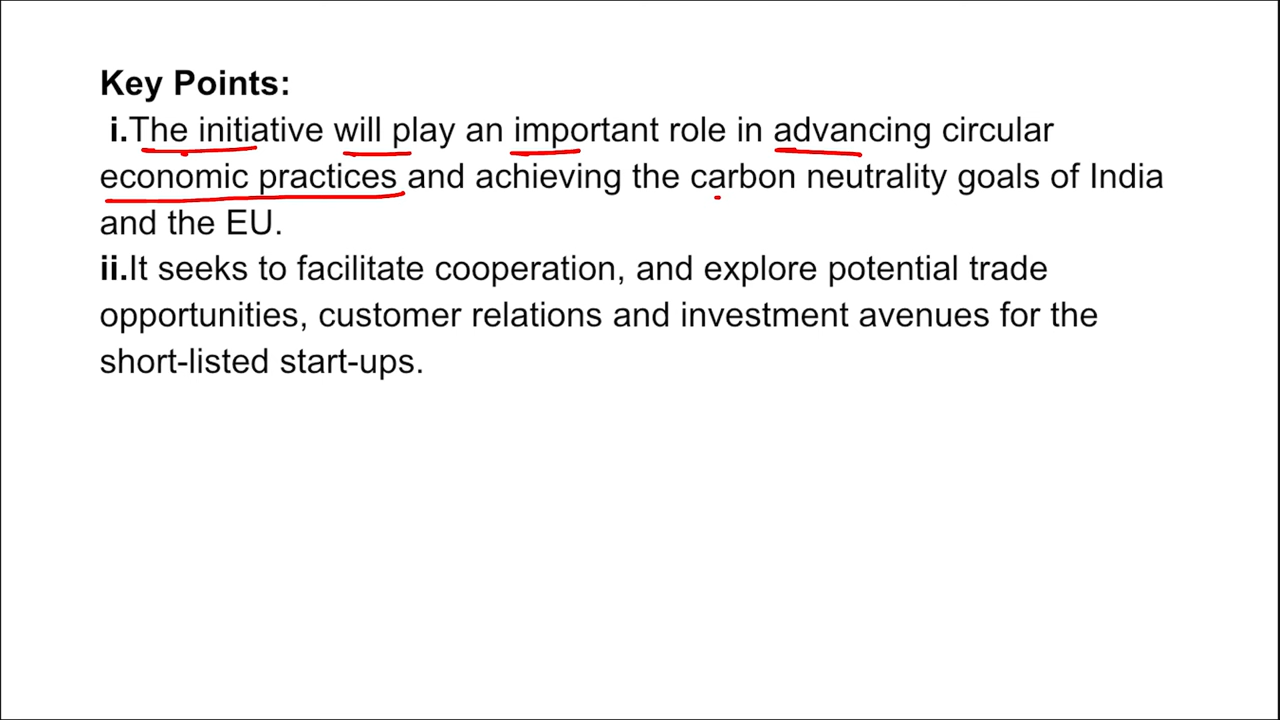 Key Points:
i.The initiative will play an important role in advancing circular
economic practices and achieving the carbon neutrality goals of India
and the EU.
ii.It seeks to facilitate cooperation, and explore potential trade
opportunities, customer relations and investment avenues for the
short-listed start-ups.